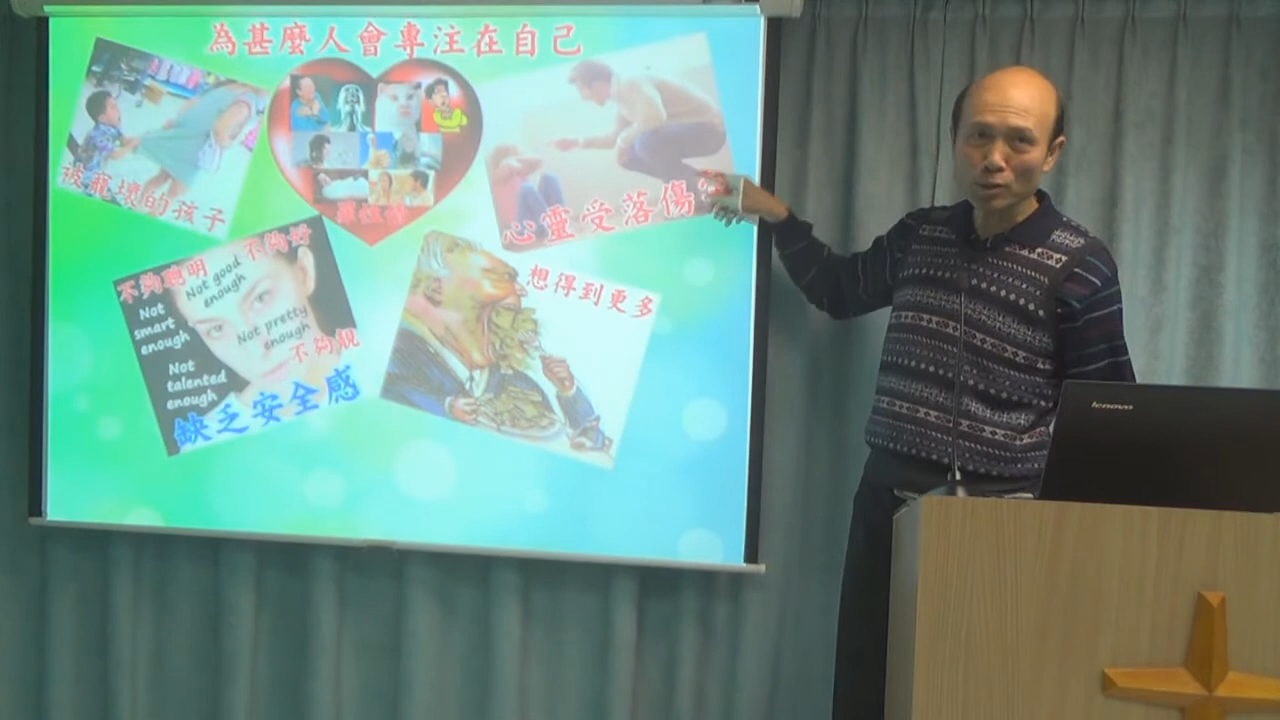 為甚麼人會專注在自己
被寵壞的孩子
心靈受落傷
不夠聰明
不夠好
Not good
enough
Not
smart
enough
Not pretty
enough
不夠靚
Not
talented
enough
缺乏安全感
想得到更多
lenovo